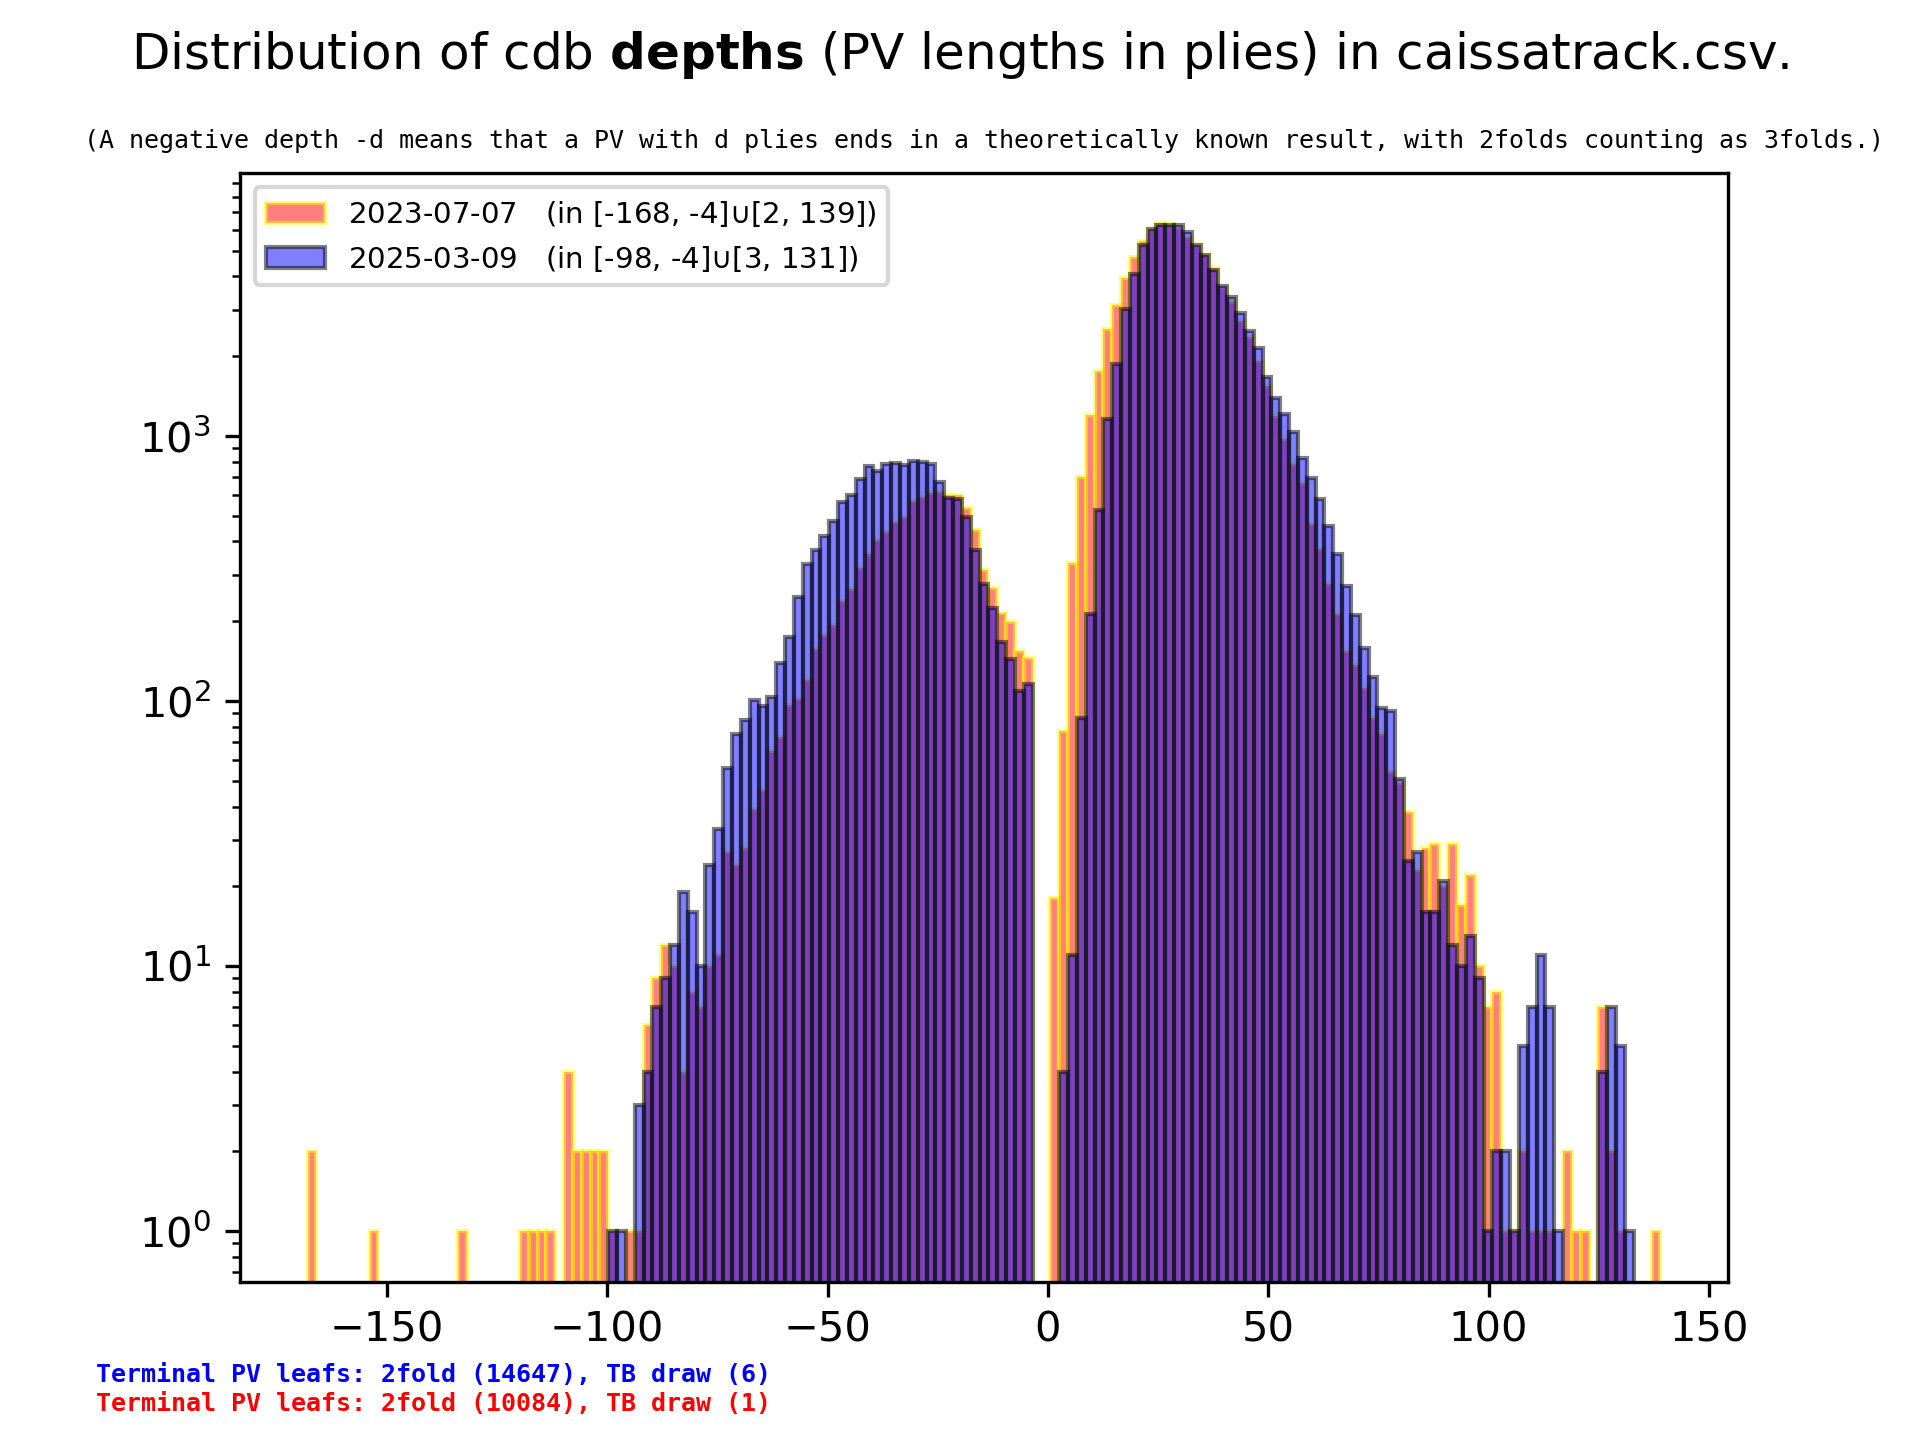 Distribution of cdb depths (PV lengths in plies) in caissatrack.csv.
(A negative depth -d means that a PV with d plies ends in a theoretically known result, with 2folds counting as 3folds.)
2023-07-07 (in [-168, -4]∪[2, 139])
2025-03-09 (in [-98, -4]∪[3, 131])
10³
10²
10¹
10⁰
−150 −100 −50 0 50 100 150
Terminal PV leafs: 2fold (14647), TB draw (6)
Terminal PV leafs: 2fold (10084), TB draw (1)